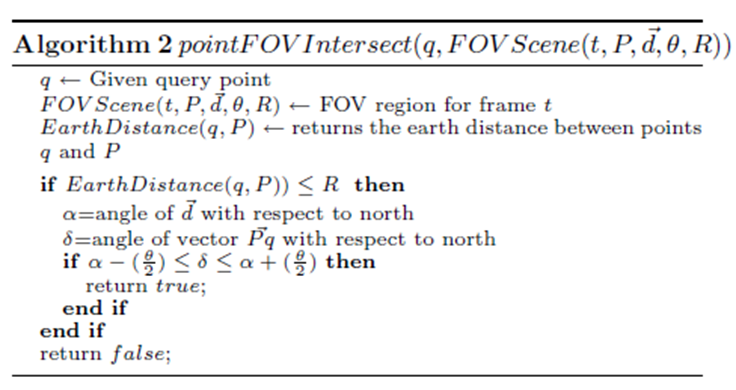 Algorithm 2 pointFOVIntersect(q, FOVScene(t, P, d⃗, θ, R))
q ← Given query point
FOVScene(t, P, d⃗, θ, R) ← FOV region for frame t
EarthDistance(q, P) ← returns the earth distance between points
q and P
if EarthDistance(q, P)) ≤ R then
α=angle of d⃗ with respect to north
δ=angle of vector P⃗q with respect to north
if α − (θ/2) ≤ δ ≤ α + (θ/2) then
return true;
end if
end if
return false;